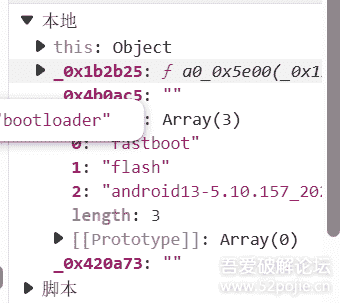 本地
this: Object
_0x1b2b25: ƒ a0_0x5e00(_0x1
_0x4b0ac5: ""
bootloader"
: Array(3)
0: "fastboot"
1: "flash"
2: "android13-5.10.157_202
length: 3
[[Prototype]]: Array(0)
_0x420a73: ""
脚本
吾爱破解论坛
www.52pojie.cn